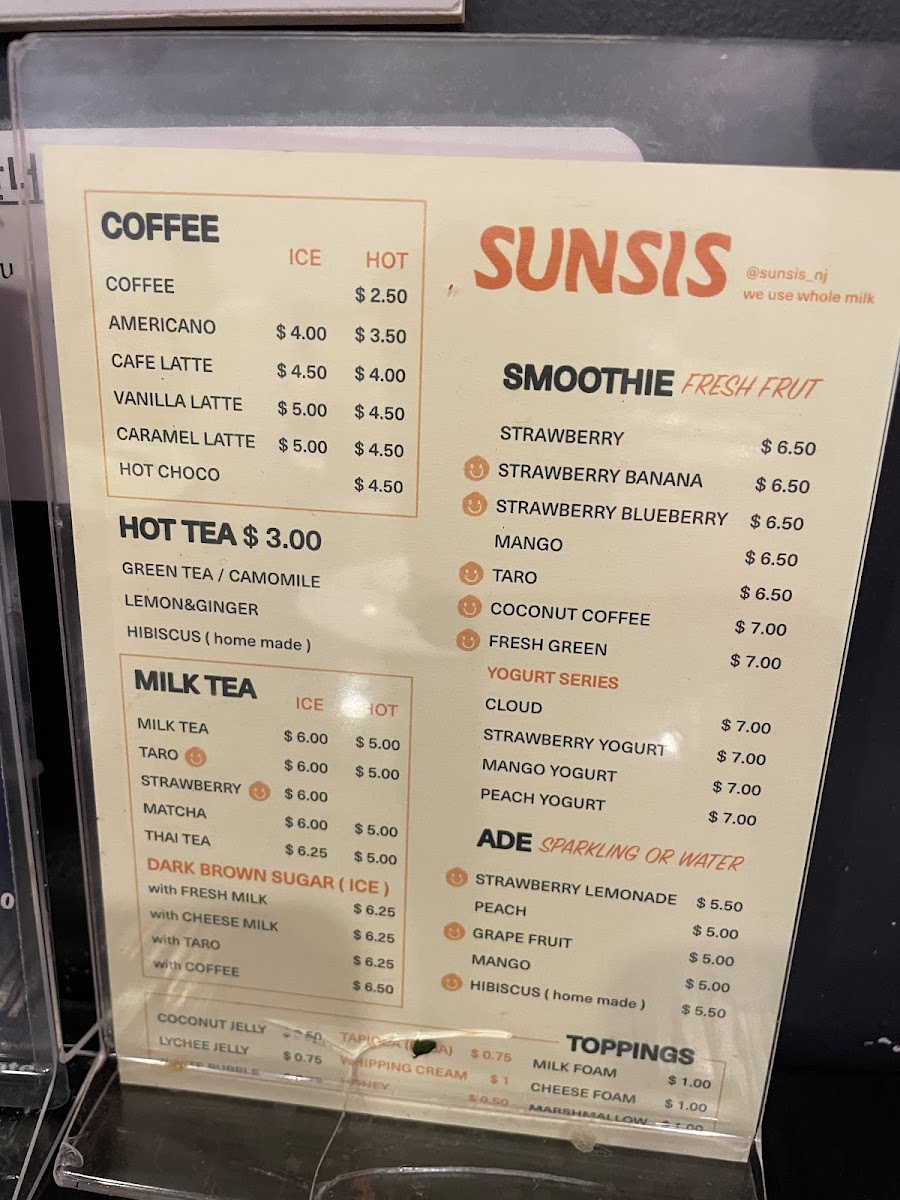 COFFEE
ICE HOT
COFFEE $ 2.50
AMERICANO $ 4.00 $ 3.50
CAFE LATTE $ 4.50 $ 4.00
VANILLA LATTE $ 5.00 $ 4.50
CARAMEL LATTE $ 5.00 $ 4.50
HOT CHOCO $ 4.50
HOT TEA $ 3.00
GREEN TEA / CAMOMILE
LEMON&GINGER
HIBISCUS ( home made )
MILK TEA
ICE HOT
MILK TEA $ 6.00 $ 5.00
TARO $ 6.00 $ 5.00
STRAWBERRY $ 6.00
MATCHA $ 6.00 $ 5.00
THAI TEA $ 6.25 $ 5.00
DARK BROWN SUGAR ( ICE )
with FRESH MILK $ 6.25
with CHEESE MILK $ 6.25
with TARO $ 6.25
with COFFEE $ 6.50
SUNSIS
@sunsis_nj
we use whole milk
SMOOTHIE FRESH FRUT
STRAWBERRY $ 6.50
STRAWBERRY BANANA $ 6.50
STRAWBERRY BLUEBERRY $ 6.50
MANGO $ 6.50
TARO $ 6.50
COCONUT COFFEE $ 7.00
FRESH GREEN $ 7.00
YOGURT SERIES
CLOUD $ 7.00
STRAWBERRY YOGURT $ 7.00
MANGO YOGURT $ 7.00
PEACH YOGURT $ 7.00
ADE SPARKLING OR WATER
STRAWBERRY LEMONADE $ 5.50
PEACH $ 5.00
GRAPE FRUIT $ 5.00
MANGO $ 5.00
HIBISCUS ( home made ) $ 5.50
TOPPINGS
COCONUT JELLY
LYCHEE JELLY $ 0.75
BUBBLE
$ 0.75
WHIPPING CREAM $ 1
HONEY $ 0.50
MILK FOAM $ 1.00
CHEESE FOAM $ 1.00
MARSHMALLOW $ 1.00